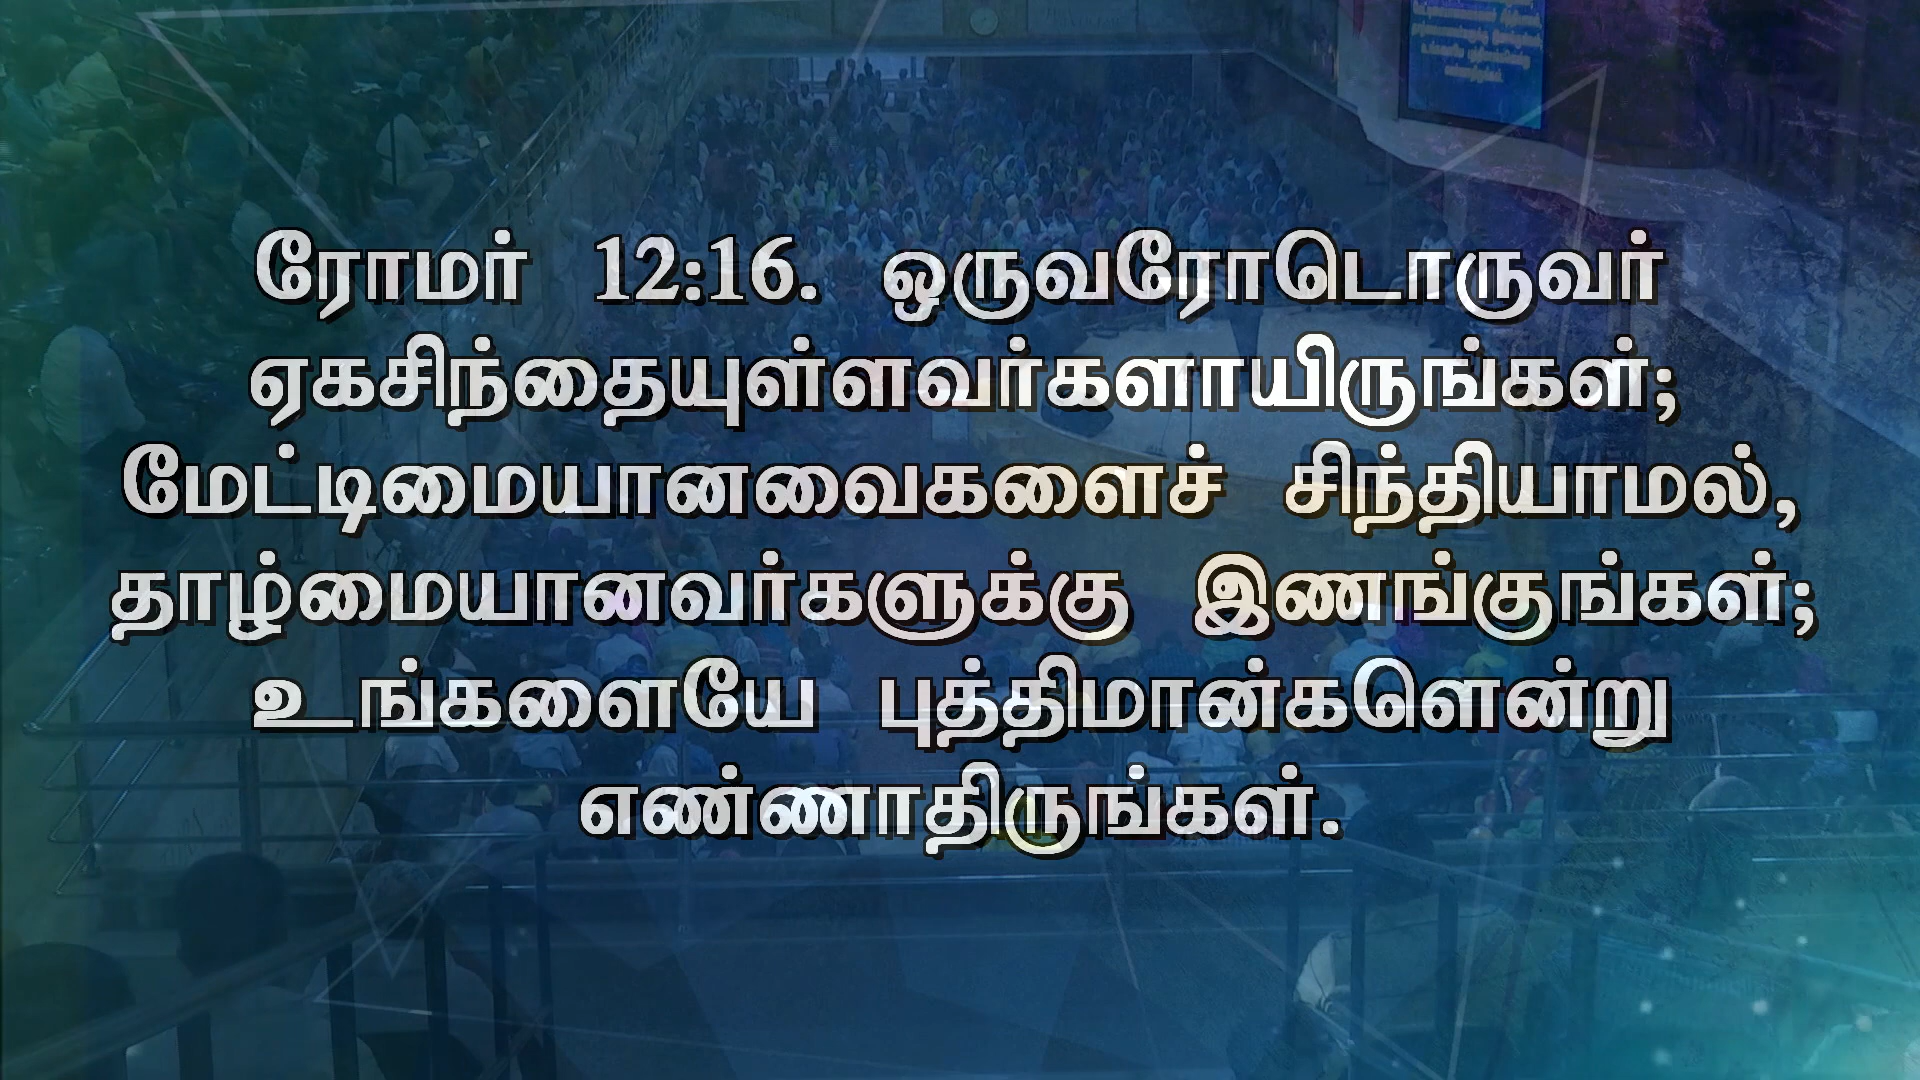 ரோமர் 12:16. ஒருவரோடொருவர்
ஏகசிந்தையுள்ளவர்களாயிருங்கள்;
மேட்டிமையானவைகளைச் சிந்தியாமல்,
தாழ்மையானவர்களுக்கு இணங்குங்கள்;
உங்களையே புத்திமான்களென்று
எண்ணாதிருங்கள்.